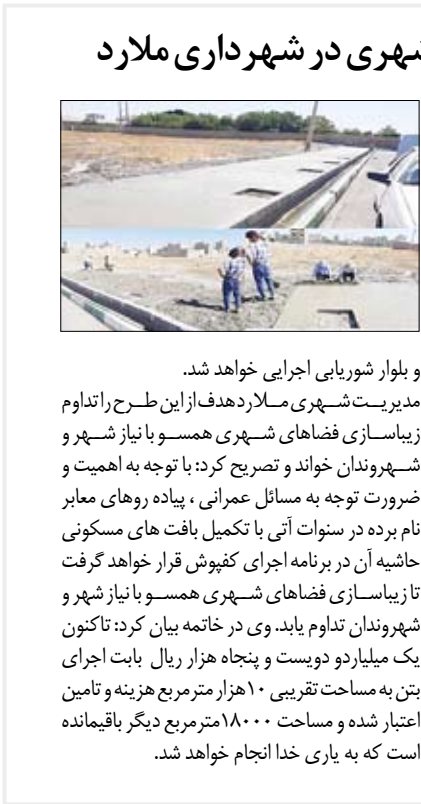 شهری در شهرداری ملارد
و بلوار شوریابی اجرایی خواهد شد.
مدیریت شهری ملارد هدف از این طرح را تداوم
زیباسازی فضاهای شهری همسو با نیاز شهر و
شهروندان خواند و تصریح کرد: با توجه به اهمیت و
ضرورت توجه به مسائل عمرانی ، پیاده روهای معابر
نام برده در سنوات آتی با تکمیل بافت های مسکونی
حاشیه آن در برنامه اجرای کفپوش قرار خواهد گرفت
تا زیباسازی فضاهای شهری همسو با نیاز شهر و
شهروندان تداوم یابد. وی در خاتمه بیان کرد: تاکنون
یک میلیاردو دویست و پنجاه هزار ریال بابت اجرای
بتن به مساحت تقریبی ۱۰هزار مترمربع هزینه و تامین
اعتبار شده و مساحت ۱۸۰۰۰مترمربع دیگر باقیمانده
است که به یاری خدا انجام خواهد شد.